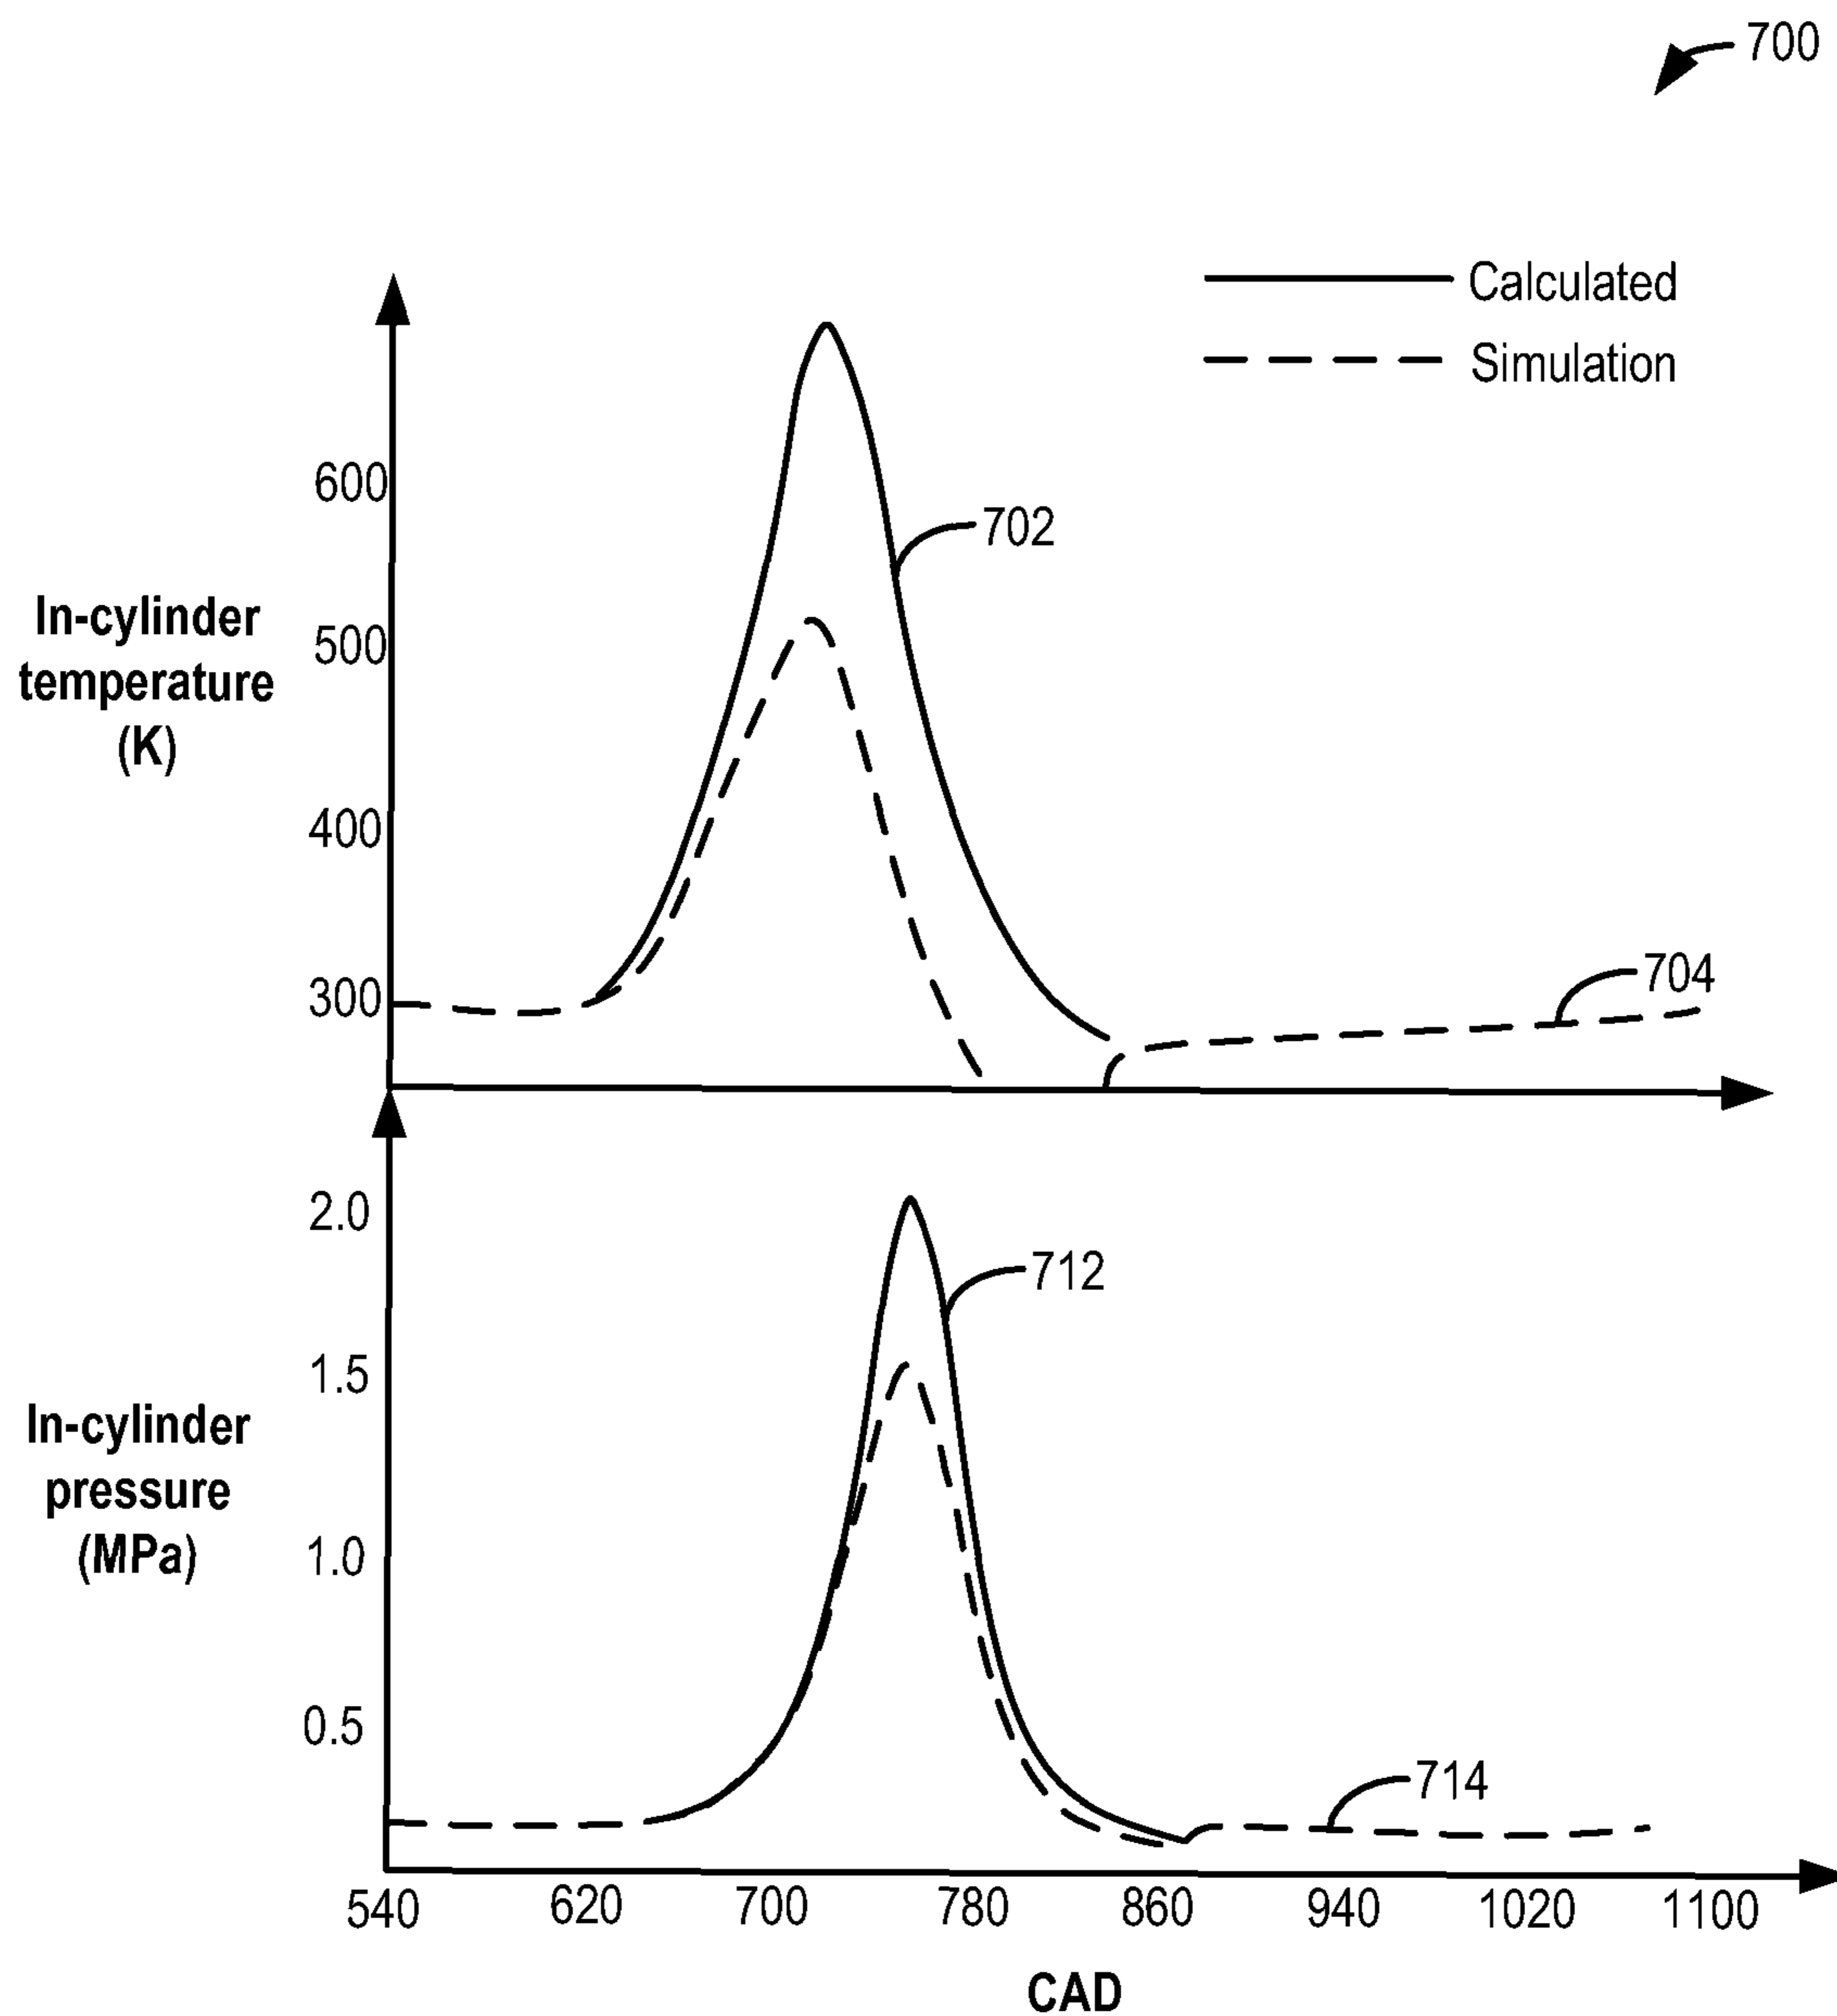 700
Calculated
Simulation
600
702
In-cylinder
temperature
(K)
500
400
300
704
2.0
712
1.5
In-cylinder
pressure
(MPa)
1.0
0.5
714
540 620 700 780 860 940 1020 1100
CAD